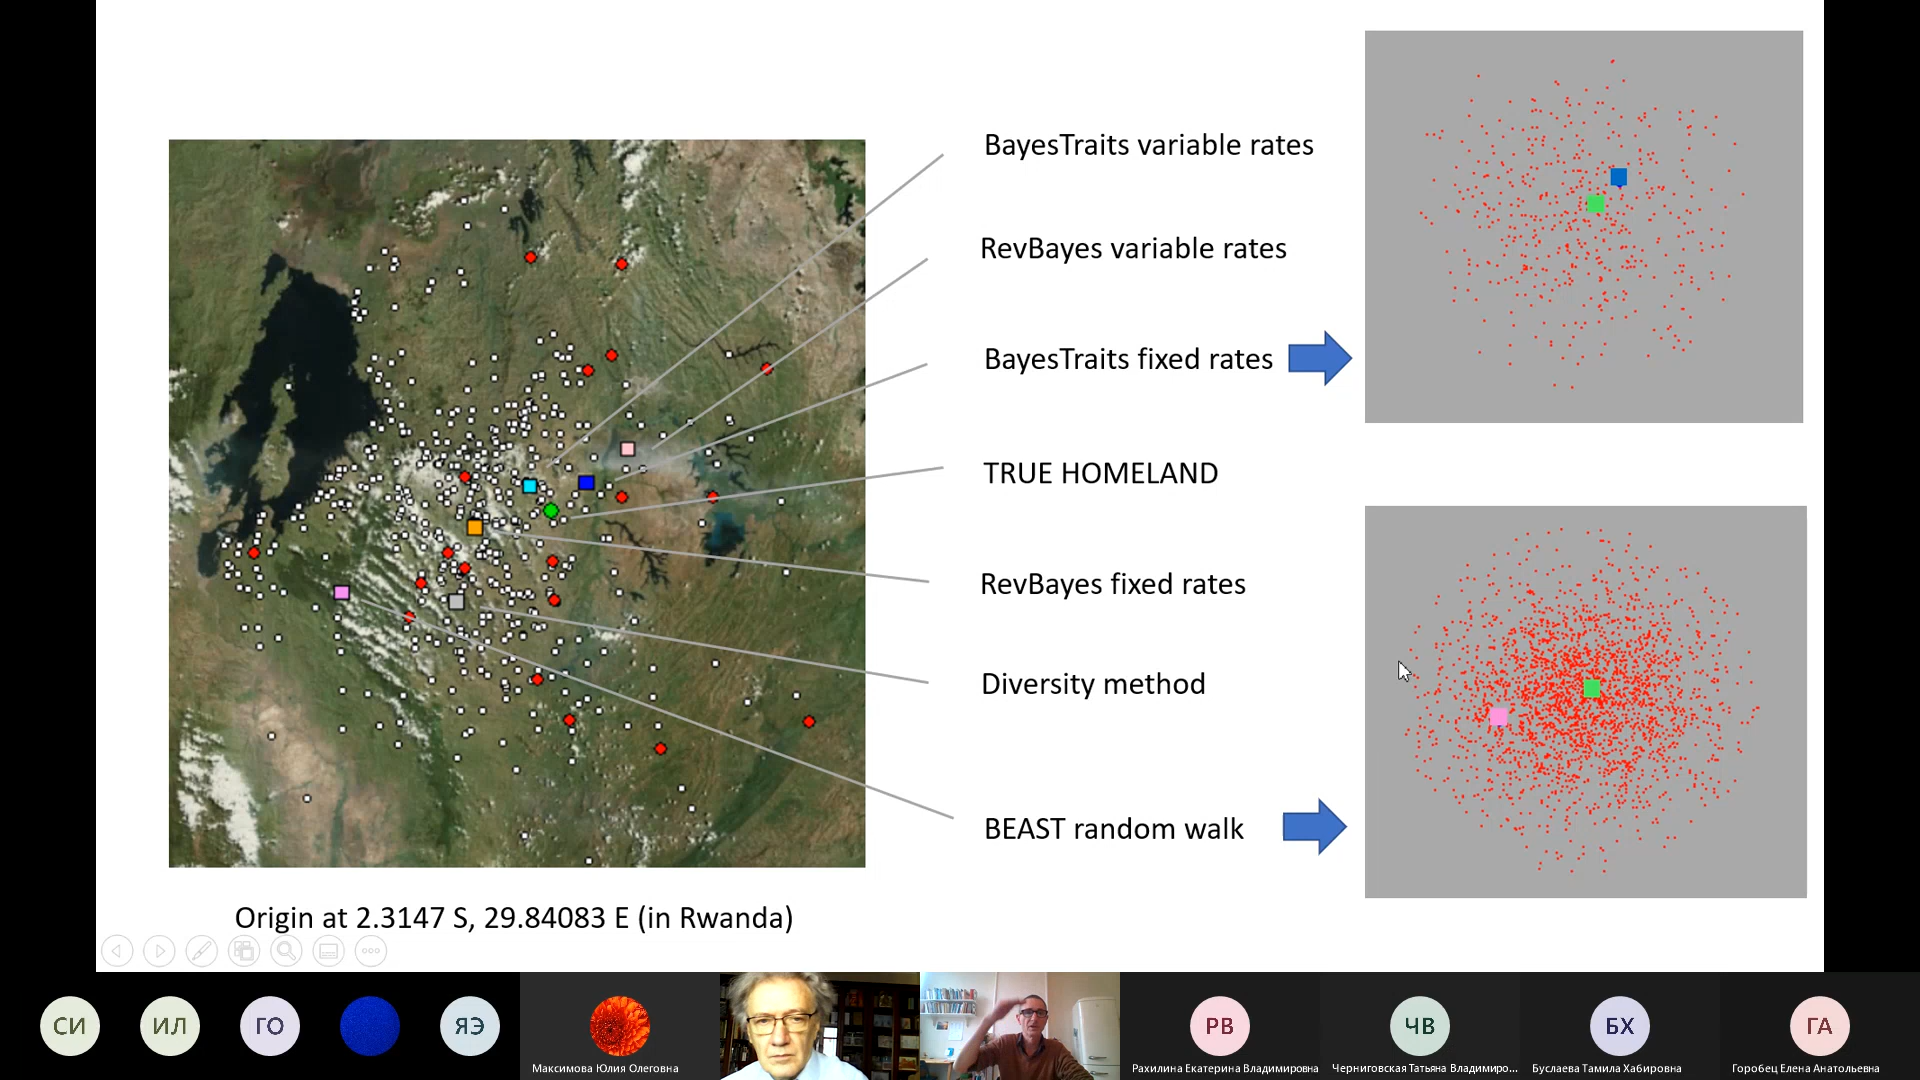 BayesTraits variable rates
RevBayes variable rates
BayesTraits fixed rates
TRUE HOMELAND
RevBayes fixed rates
Diversity method
BEAST random walk
Origin at 2.3147 S, 29.84083 E (in Rwanda)
СИ
ИЛ
ГО
ЯЭ
Максимова Юлия Олеговна
РВ
Рахилина Екатерина Владимировна
ЧВ
Черниговская Татьяна Владимиро...
БХ
Буслаева Тамила Хабировна
ГА
Горобец Елена Анатольевна